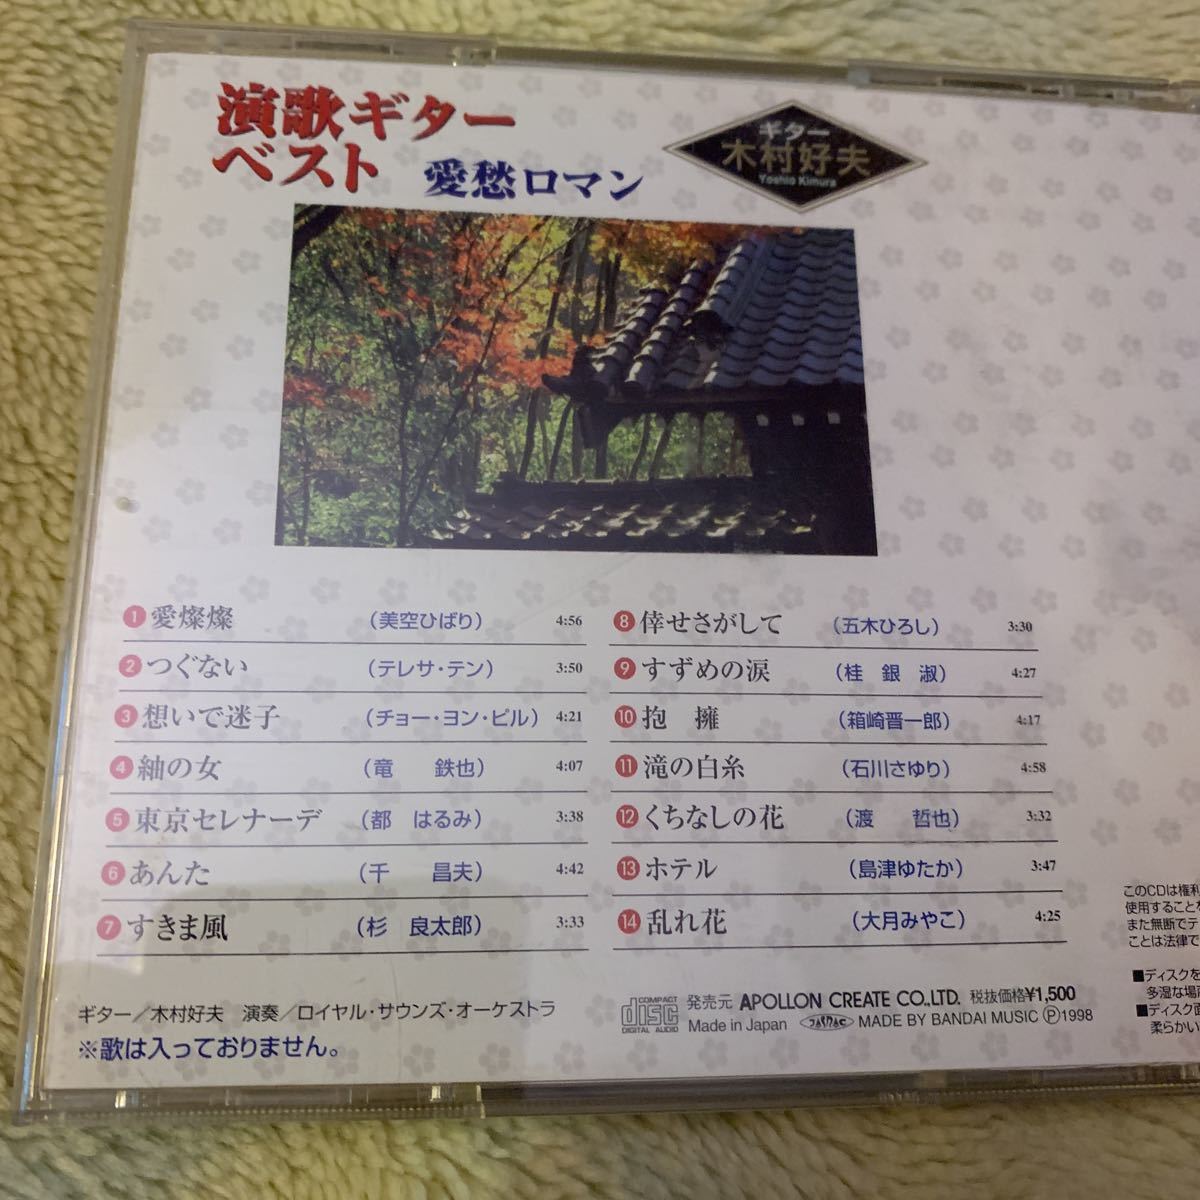 演歌ギター
ベスト 愛愁ロマン
ギター
木村好夫
Yoshio Kimura
1 愛燦燦 (美空ひばり) 4:56
2 つぐない (テレサ・テン) 3:50
3 想いで迷子 (チョー・ヨン・ピル) 4:21
4 紬の女 (竜 鉄也) 4:07
5 東京セレナーデ (都 はるみ) 3:38
6 あんた (千 昌夫) 4:42
7 すきま風 (杉 良太郎) 3:33
8 倖せさがして (五木ひろし) 3:30
9 すずめの涙 (桂 銀 淑) 4:27
10 抱 擁 (箱崎晋一郎) 4:17
11 滝の白糸 (石川さゆり) 4:58
12 くちなしの花 (渡 哲也) 3:32
13 ホテル (島津ゆたか) 3:47
14 乱れ花 (大月みやこ) 4:25
ギター／木村好夫 演奏／ロイヤル・サウンズ・オーケストラ
※歌は入っておりません。
COMPACT
disc
DIGITAL AUDIO
発売元 APOLLON CREATE CO.,LTD. 税抜価格¥1,500
Made in Japan MADE BY BANDAI MUSIC Ⓟ1998
このCDは権利
使用することを
また無断でテ
ことは法律で
■ディスクを
多湿な場所
■ディスク面
柔らかい